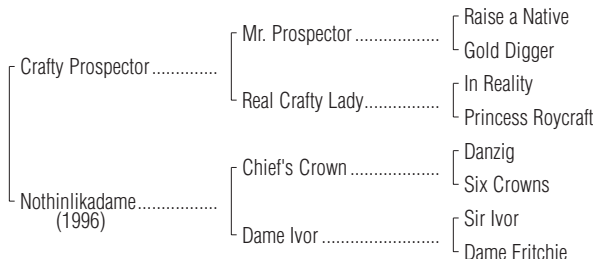 Raise a Native
Mr. Prospector ..................
Gold Digger
Crafty Prospector .............
In Reality
Real Crafty Lady................
Princess Roycraft
Danzig
Chief's Crown ...................
Six Crowns
Nothinlikadame................
(1996)
Sir Ivor
Dame Ivor .........................
Dame Fritchie